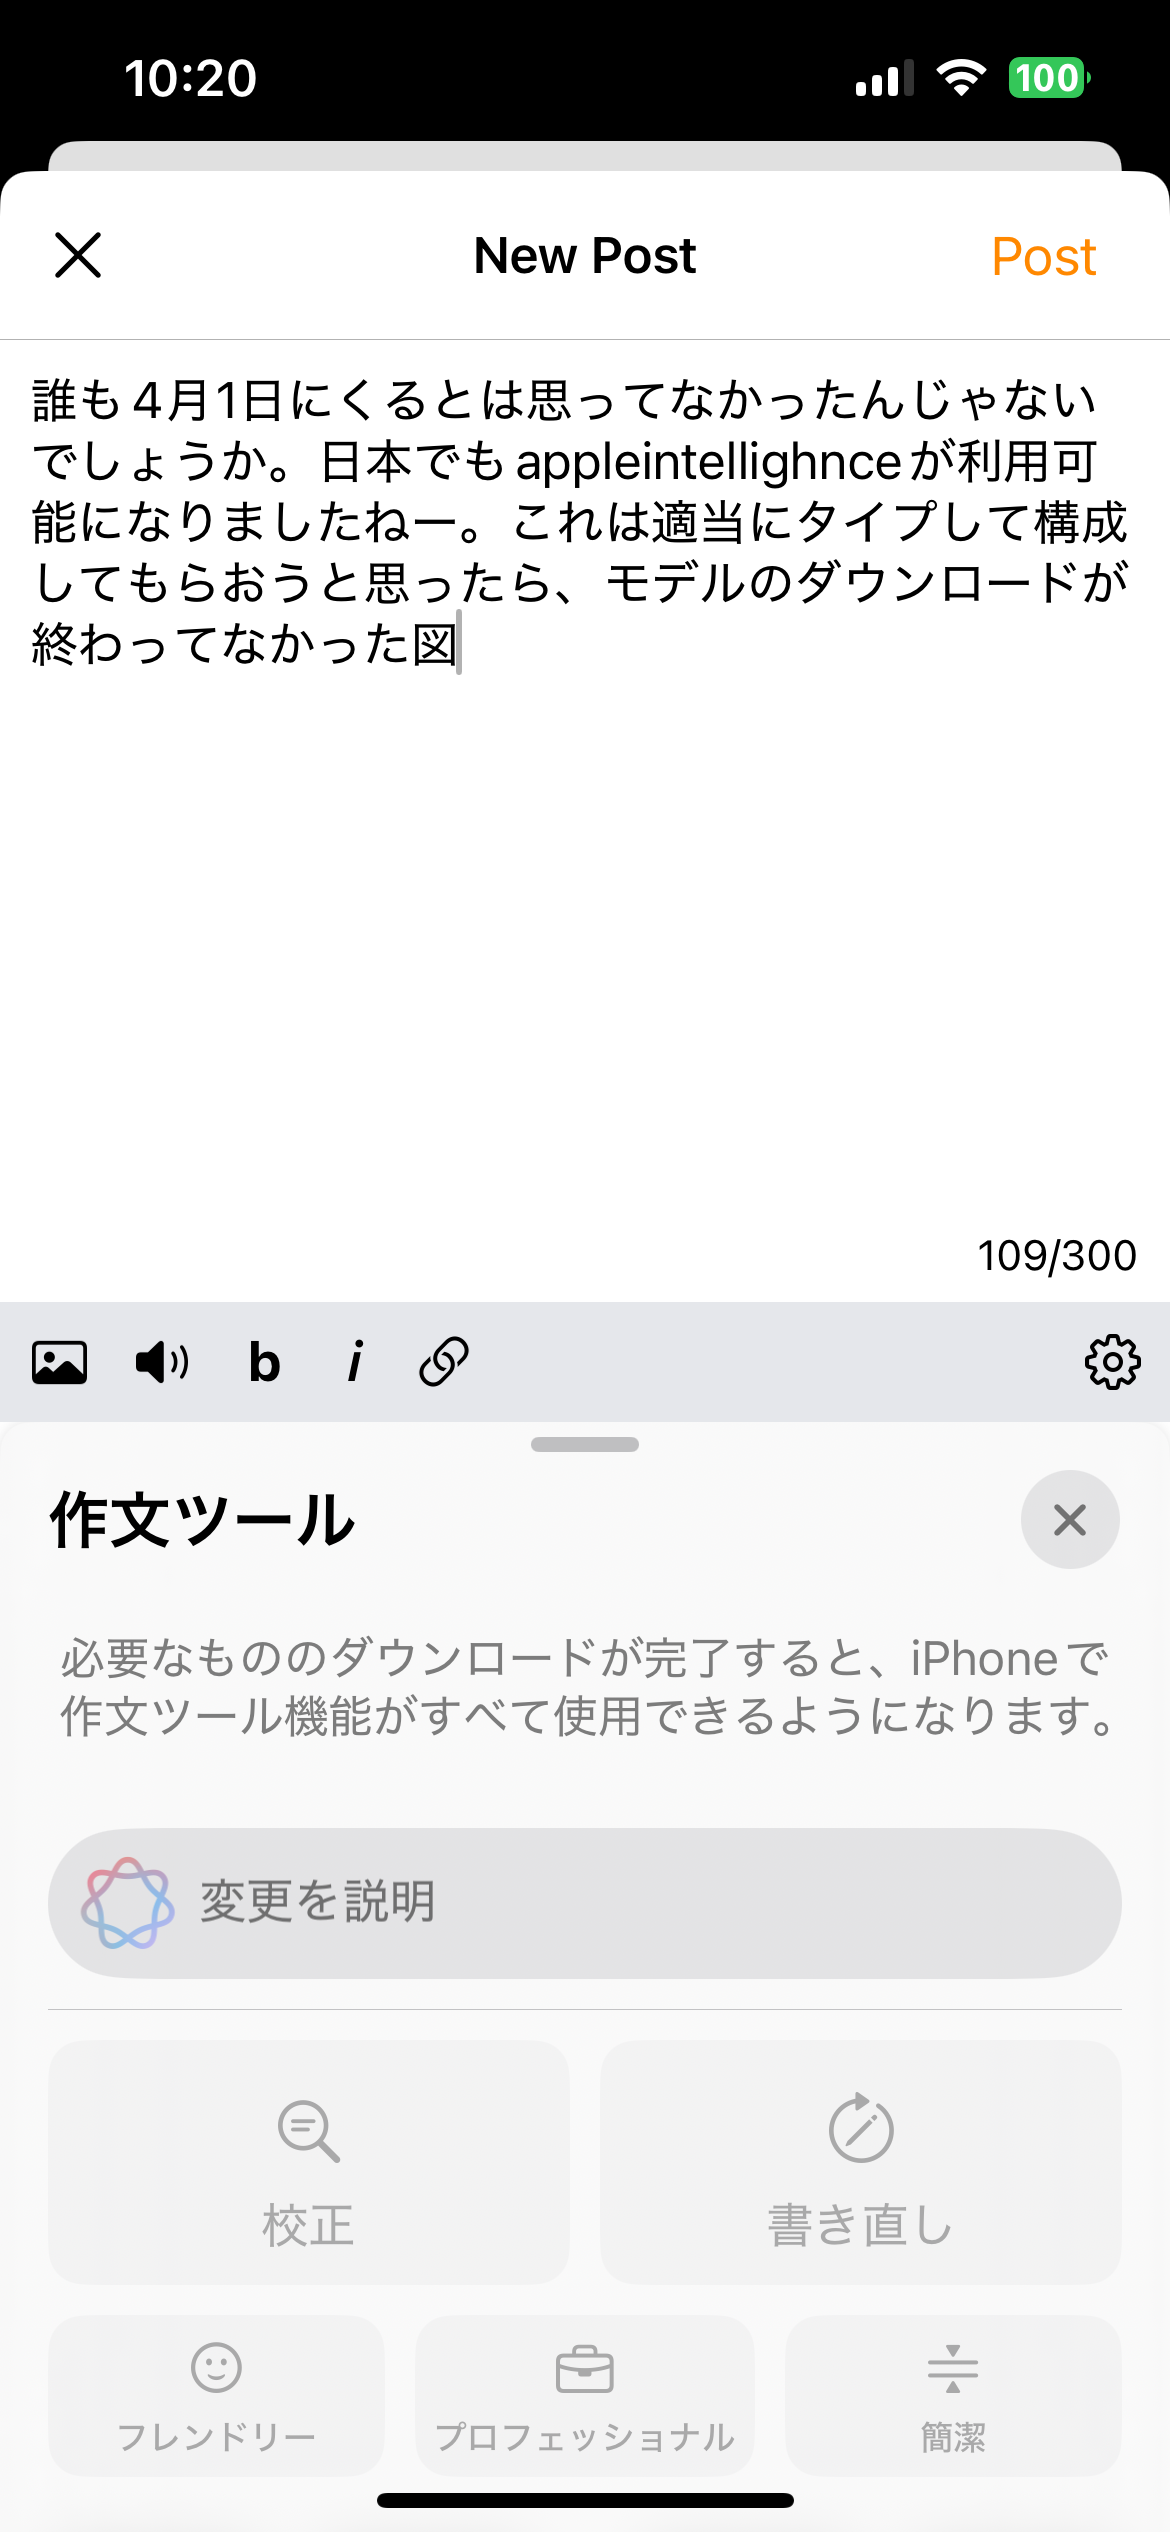 10:20
100
New Post
Post
誰も4月1日にくるとは思ってなかったんじゃない
でしょうか。日本でもappleintellighnceが利用可
能になりましたねー。これは適当にタイプして構成
してもらおうと思ったら、モデルのダウンロードが
終わってなかった図
109/300
b i
作文ツール
必要なもののダウンロードが完了すると、iPhoneで
作文ツール機能がすべて使用できるようになります。
変更を説明
校正
書き直し
フレンドリー
プロフェッショナル
簡潔